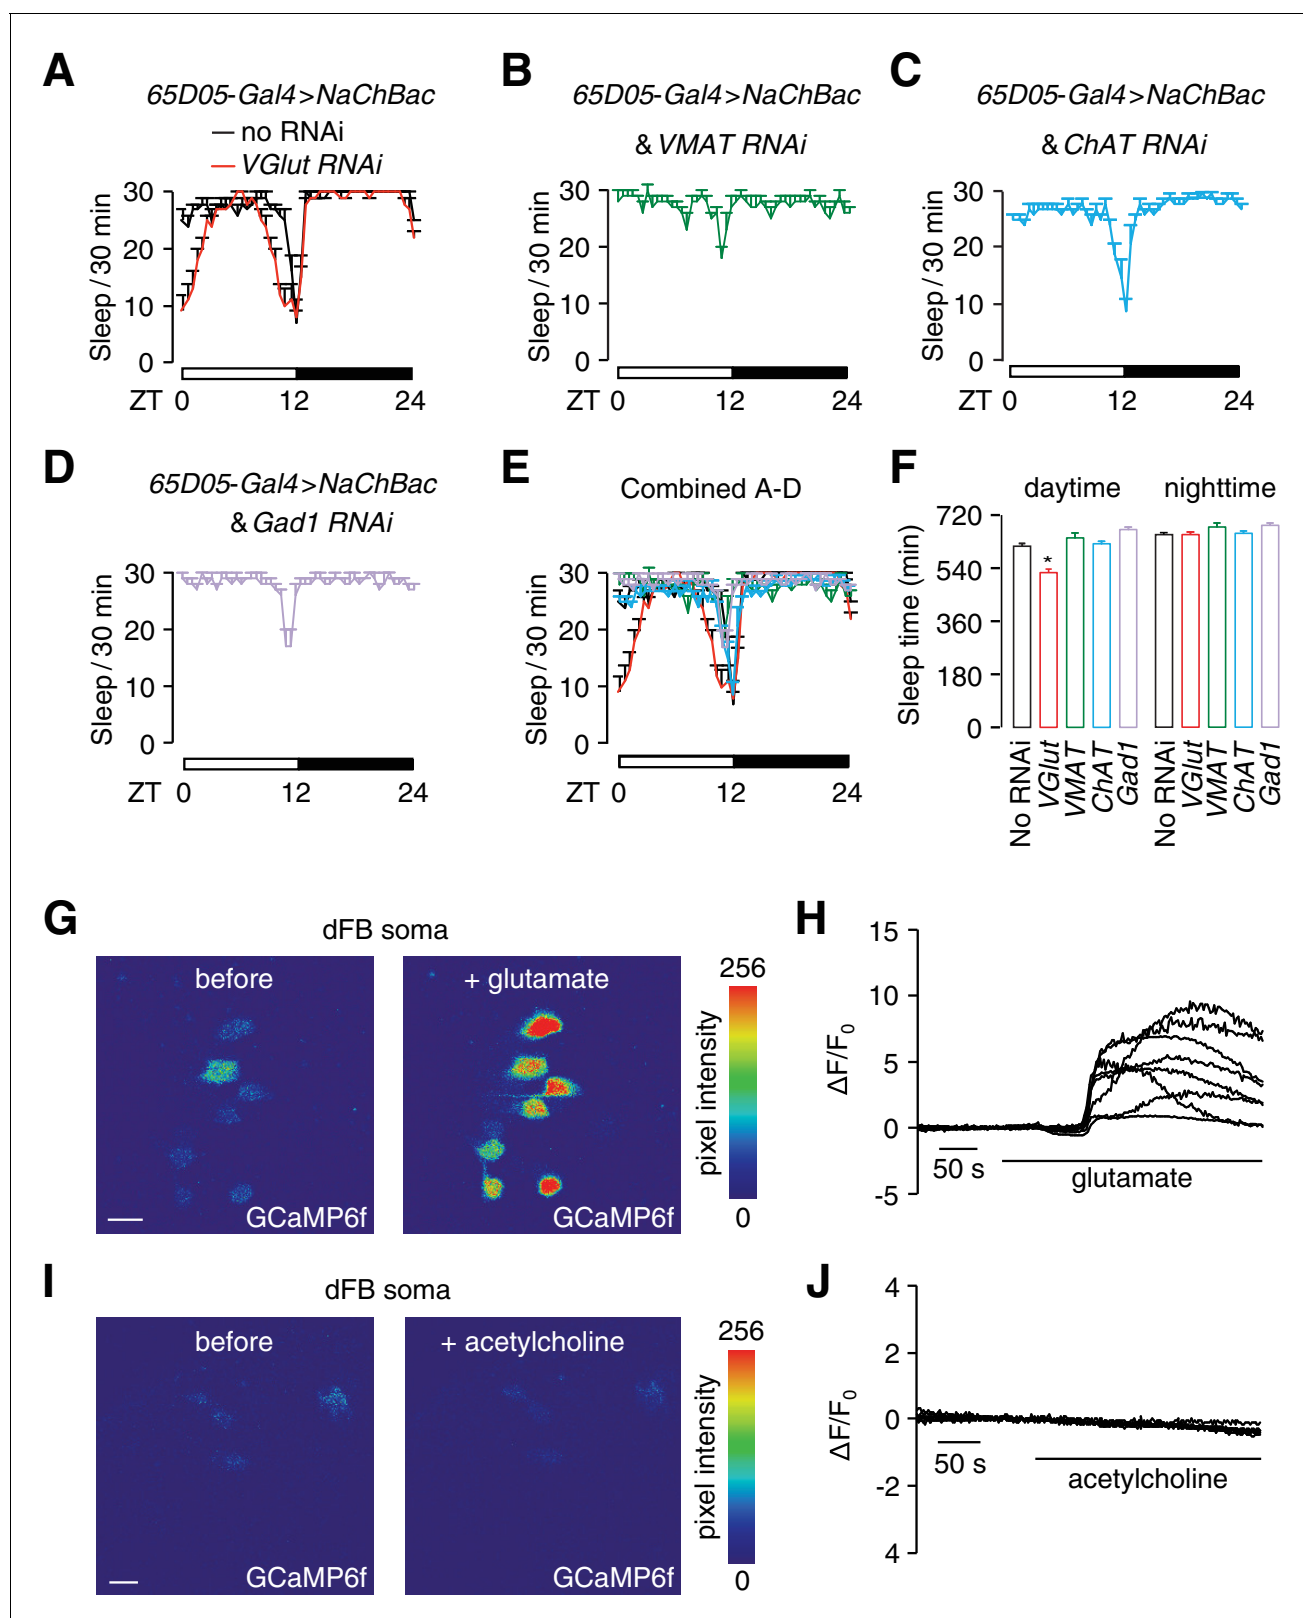 A
65D05-Gal4>NaChBac
no RNAi
VGlut RNAi
Sleep / 30 min
30
20
10
0
ZT 0 12 24
B
65D05-Gal4>NaChBac
& VMAT RNAi
Sleep / 30 min
30
20
10
0
ZT 0 12 24
C
65D05-Gal4>NaChBac
& ChAT RNAi
Sleep / 30 min
30
20
10
0
ZT 0 12 24
D
65D05-Gal4>NaChBac
& Gad1 RNAi
Sleep / 30 min
30
20
10
0
ZT 0 12 24
E
Combined A-D
Sleep / 30 min
30
20
10
0
ZT 0 12 24
F
daytime nighttime
Sleep time (min)
720
540
360
180
0
*
No RNAi VGlut VMAT ChAT Gad1 No RNAi VGlut VMAT ChAT Gad1
G
dFB soma
before
GCaMP6f
+ glutamate
GCaMP6f
pixel intensity
256
0
H
ΔF/F0
15
10
5
0
-5
50 s
glutamate
I
dFB soma
before
GCaMP6f
+ acetylcholine
GCaMP6f
pixel intensity
256
0
J
ΔF/F0
4
2
0
-2
4
50 s
acetylcholine